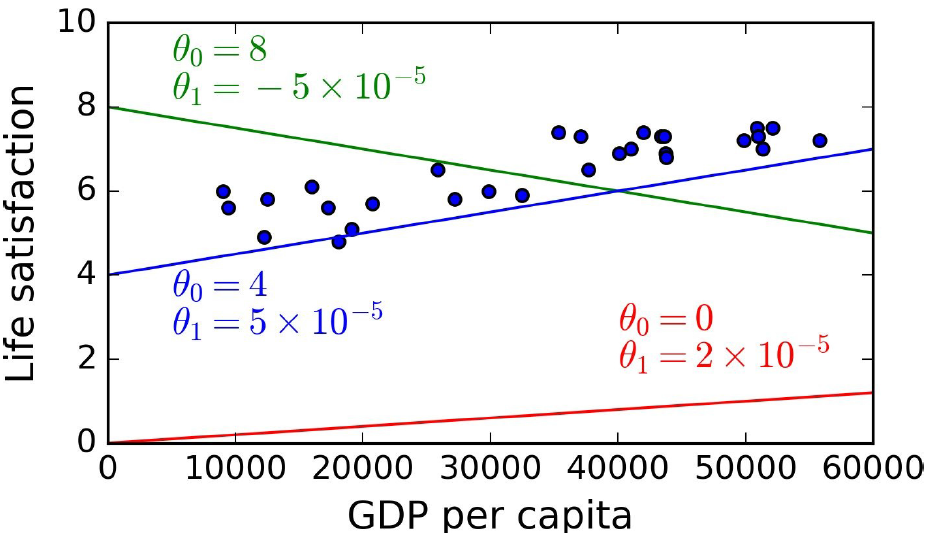 10
θ₀ = 8
θ₁ = −5 × 10⁻⁵
8
6
4
θ₀ = 4
θ₁ = 5 × 10⁻⁵
θ₀ = 0
θ₁ = 2 × 10⁻⁵
2
0
Life satisfaction
0 10000 20000 30000 40000 50000 60000
GDP per capita